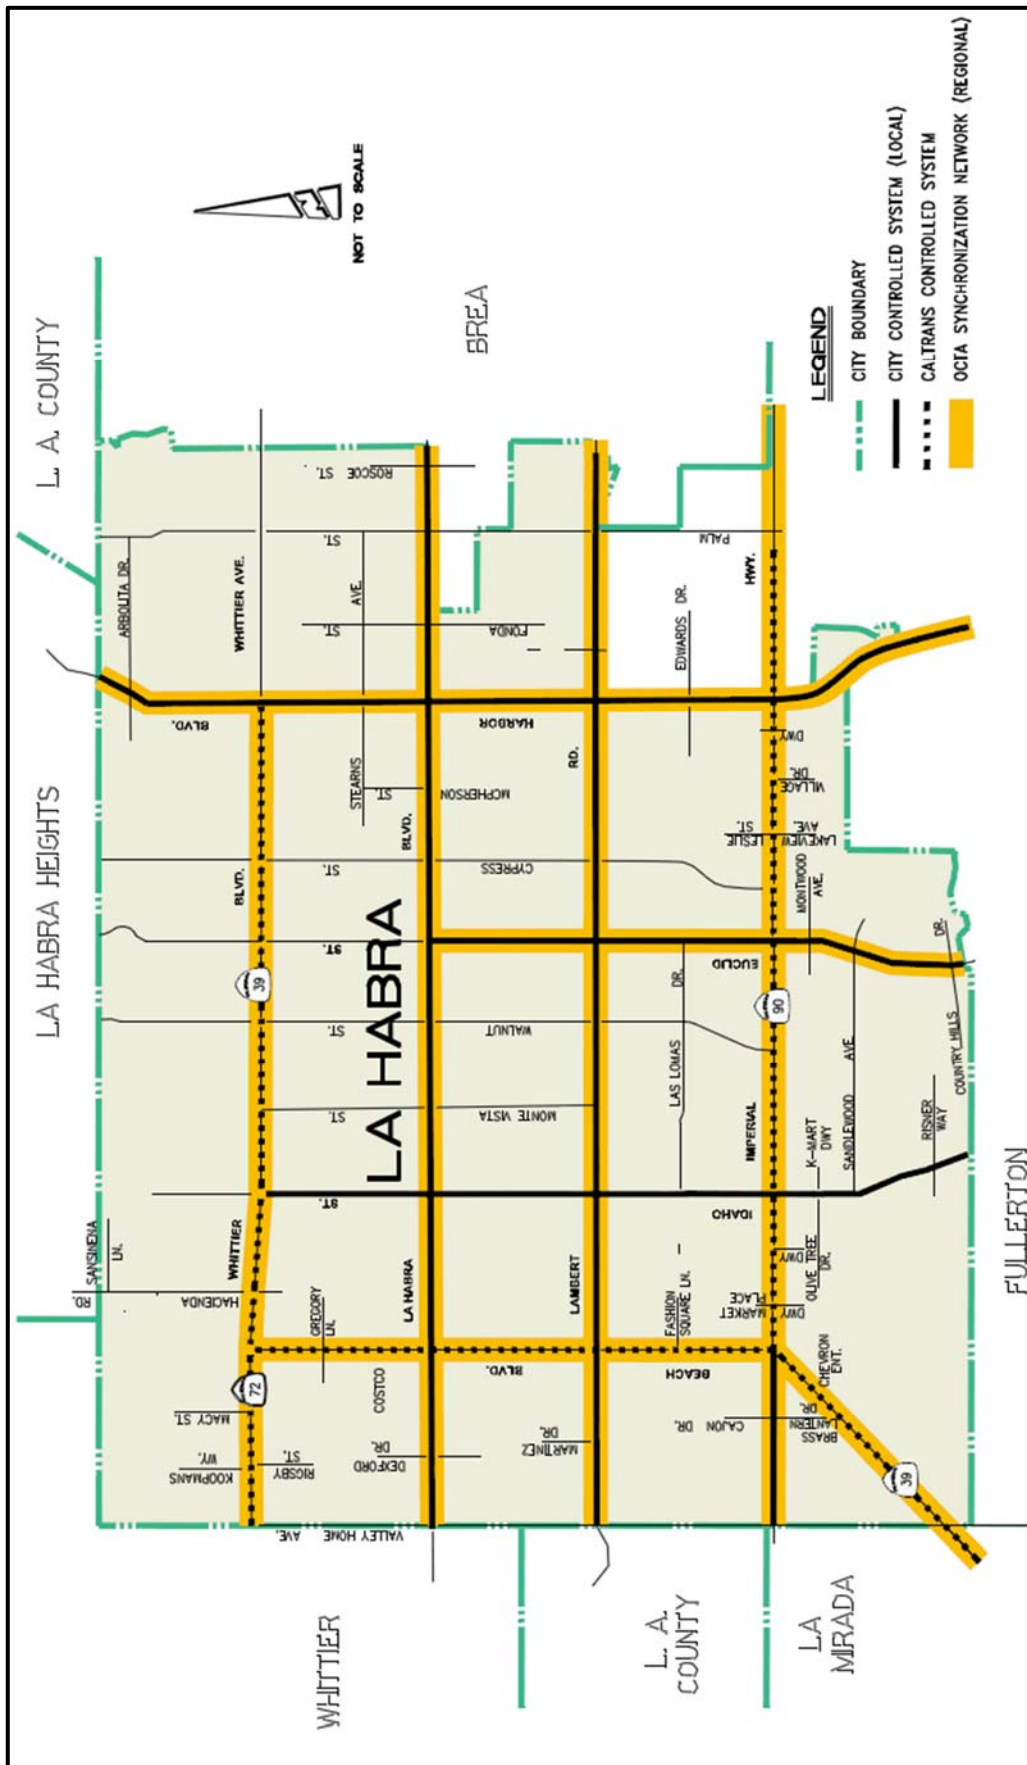 L. A. COUNTY
LA HABRA HEIGHTS
BREA
WHITTIER
L. A.
COUNTY
LA
MIRADA
FULLERTON
LA HABRA
NOT TO SCALE
LEGEND
CITY BOUNDARY
CITY CONTROLLED SYSTEM (LOCAL)
CALTRANS CONTROLLED SYSTEM
OCTA SYNCHRONIZATION NETWORK (REGIONAL)
ARBOLITA DR.
WHITTIER AVE.
ROSCOE ST.
ST.
AVE.
ST.
FONDA
PALM
EDWARDS DR.
HWY.
BLVD.
HARBOR
RD.
STEARNS
ST.
MCPHERSON
BLVD.
ST.
CYPRESS
BLVD.
DWY
VILLAGE
DR.
LAKEVIEW
AVE
LESLIE
ST.
MONTWOOD
AVE.
ST.
EUCLID
DR.
39
90
ST.
WALNUT
LAS LOMAS
AVE.
DR.
COUNTRY HILLS
ST.
MONTE VISTA
IMPERIAL
K-MART
DWY
SANDLEWOOD
RISNER
WAY
ST.
IDAHO
SANSINENA
LN.
WHITTIER
HACIENDA
RD.
GREGORY
LN.
LA HABRA
LAMBERT
FASHION
SQUARE LN.
MARKET
PLACE
DWY
DWY
OLIVE TREE
DR.
72
MACY ST.
COSTCO
BLVD.
BEACH
CHEVRON
ENT.
KOOPMANS
WY.
RIGSBY
ST.
DEXFORD
DR.
MARTINEZ
DR.
CAJON DR.
BRASS
LANTERN
DR.
39
VALLEY HOME AVE.